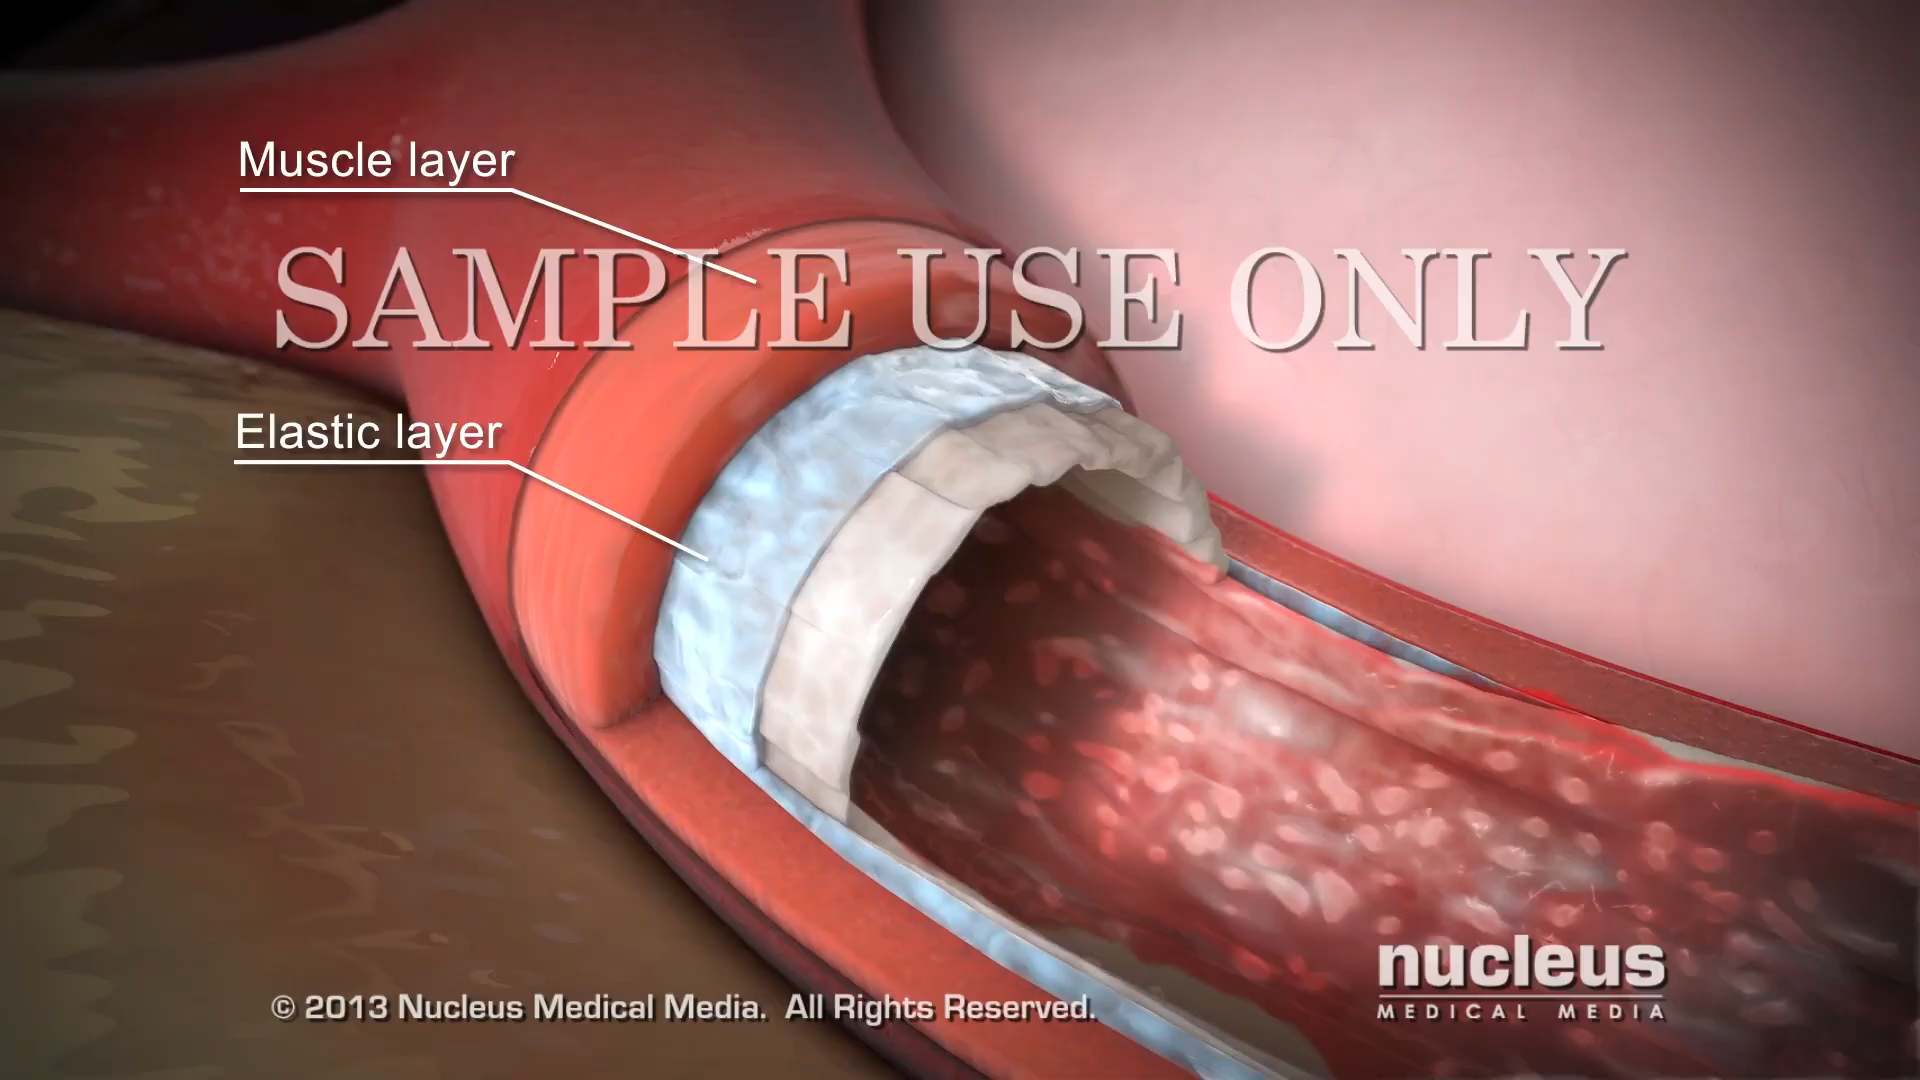 Muscle layer
SAMPLE USE ONLY
Elastic layer
nucleus
MEDICAL MEDIA
© 2013 Nucleus Medical Media. All Rights Reserved.